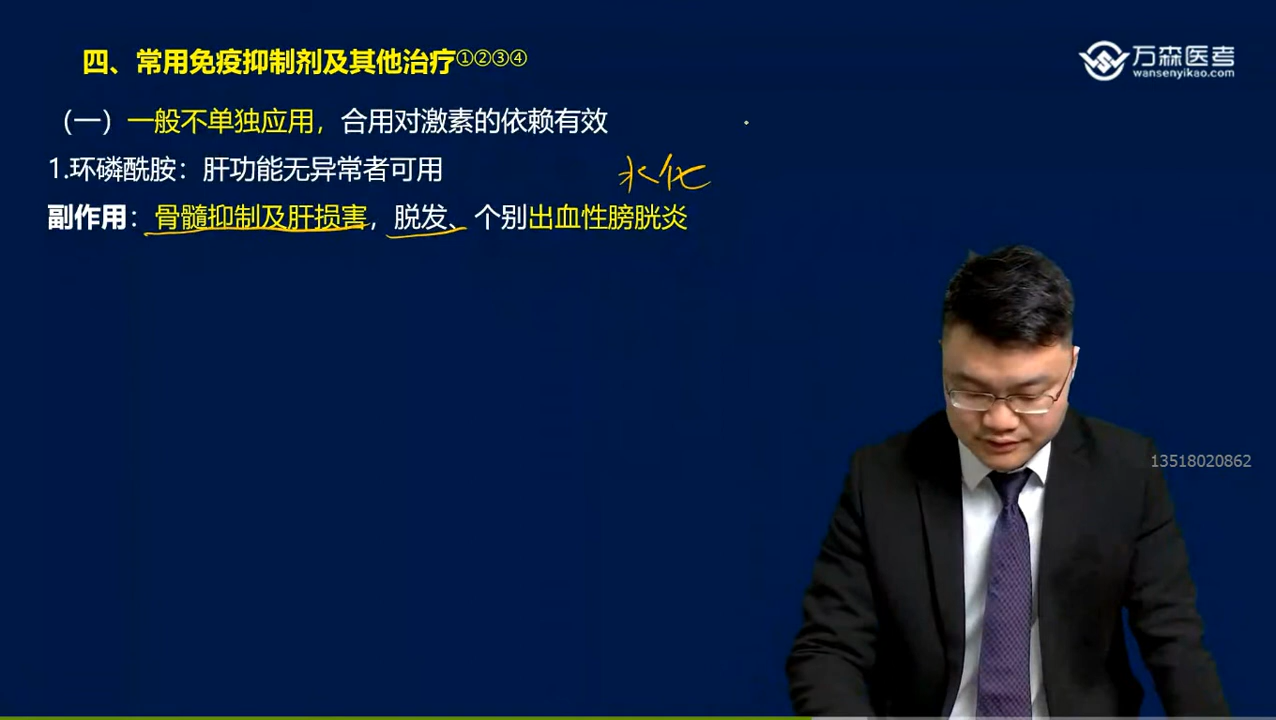 四、常用免疫抑制剂及其他治疗①②③④
万森医考
wansenyikao.com
（一）一般不单独应用，合用对激素的依赖有效
1.环磷酰胺：肝功能无异常者可用
水化
副作用：骨髓抑制及肝损害，脱发、个别出血性膀胱炎
13518020862